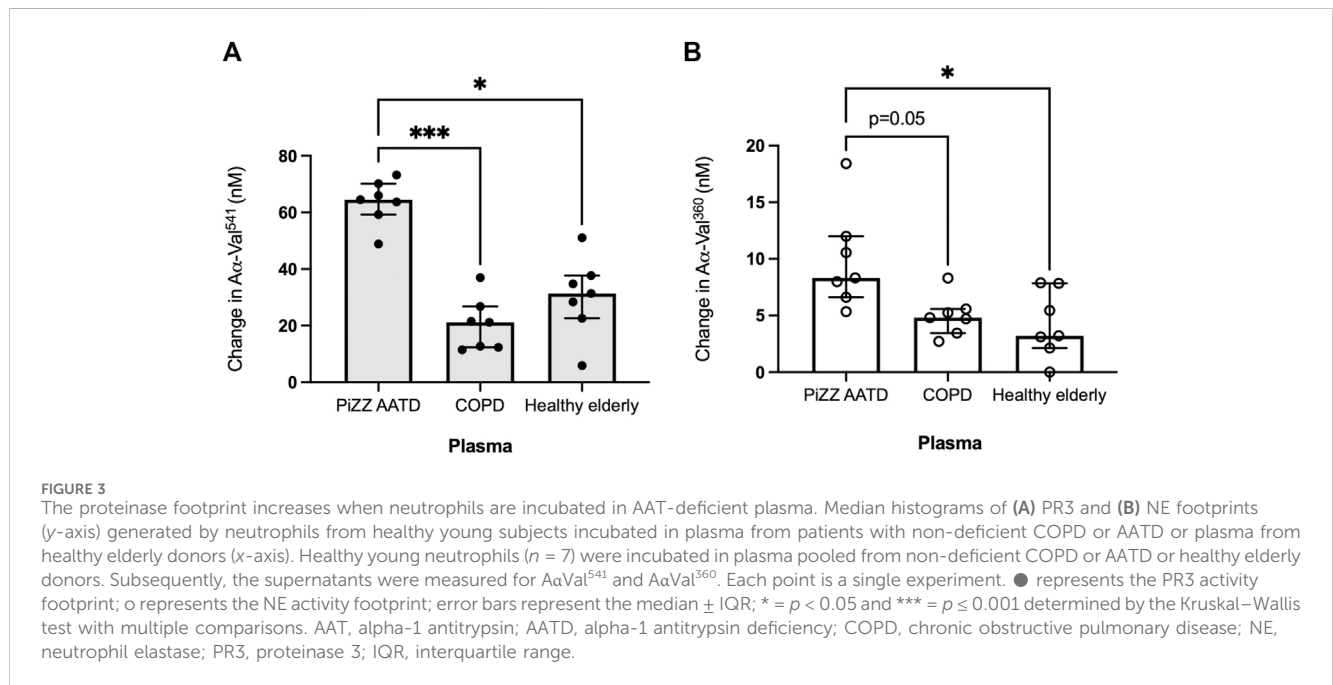 A
B
*
***
*
p=0.05
80
60
40
20
0
Change in Aα-Val⁵⁴¹ (nM)
PiZZ AATD COPD Healthy elderly
Plasma
20
15
10
5
0
Change in Aα-Val³⁶⁰ (nM)
PiZZ AATD COPD Healthy elderly
Plasma
FIGURE 3
The proteinase footprint increases when neutrophils are incubated in AAT-deficient plasma. Median histograms of (A) PR3 and (B) NE footprints
(y-axis) generated by neutrophils from healthy young subjects incubated in plasma from patients with non-deficient COPD or AATD or plasma from
healthy elderly donors (x-axis). Healthy young neutrophils (n = 7) were incubated in plasma pooled from non-deficient COPD or AATD or healthy elderly
donors. Subsequently, the supernatants were measured for AαVal⁵⁴¹ and AαVal³⁶⁰. Each point is a single experiment. ● represents the PR3 activity
footprint; o represents the NE activity footprint; error bars represent the median ± IQR; * = p < 0.05 and *** = p ≤ 0.001 determined by the Kruskal–Wallis
test with multiple comparisons. AAT, alpha-1 antitrypsin; AATD, alpha-1 antitrypsin deficiency; COPD, chronic obstructive pulmonary disease; NE,
neutrophil elastase; PR3, proteinase 3; IQR, interquartile range.